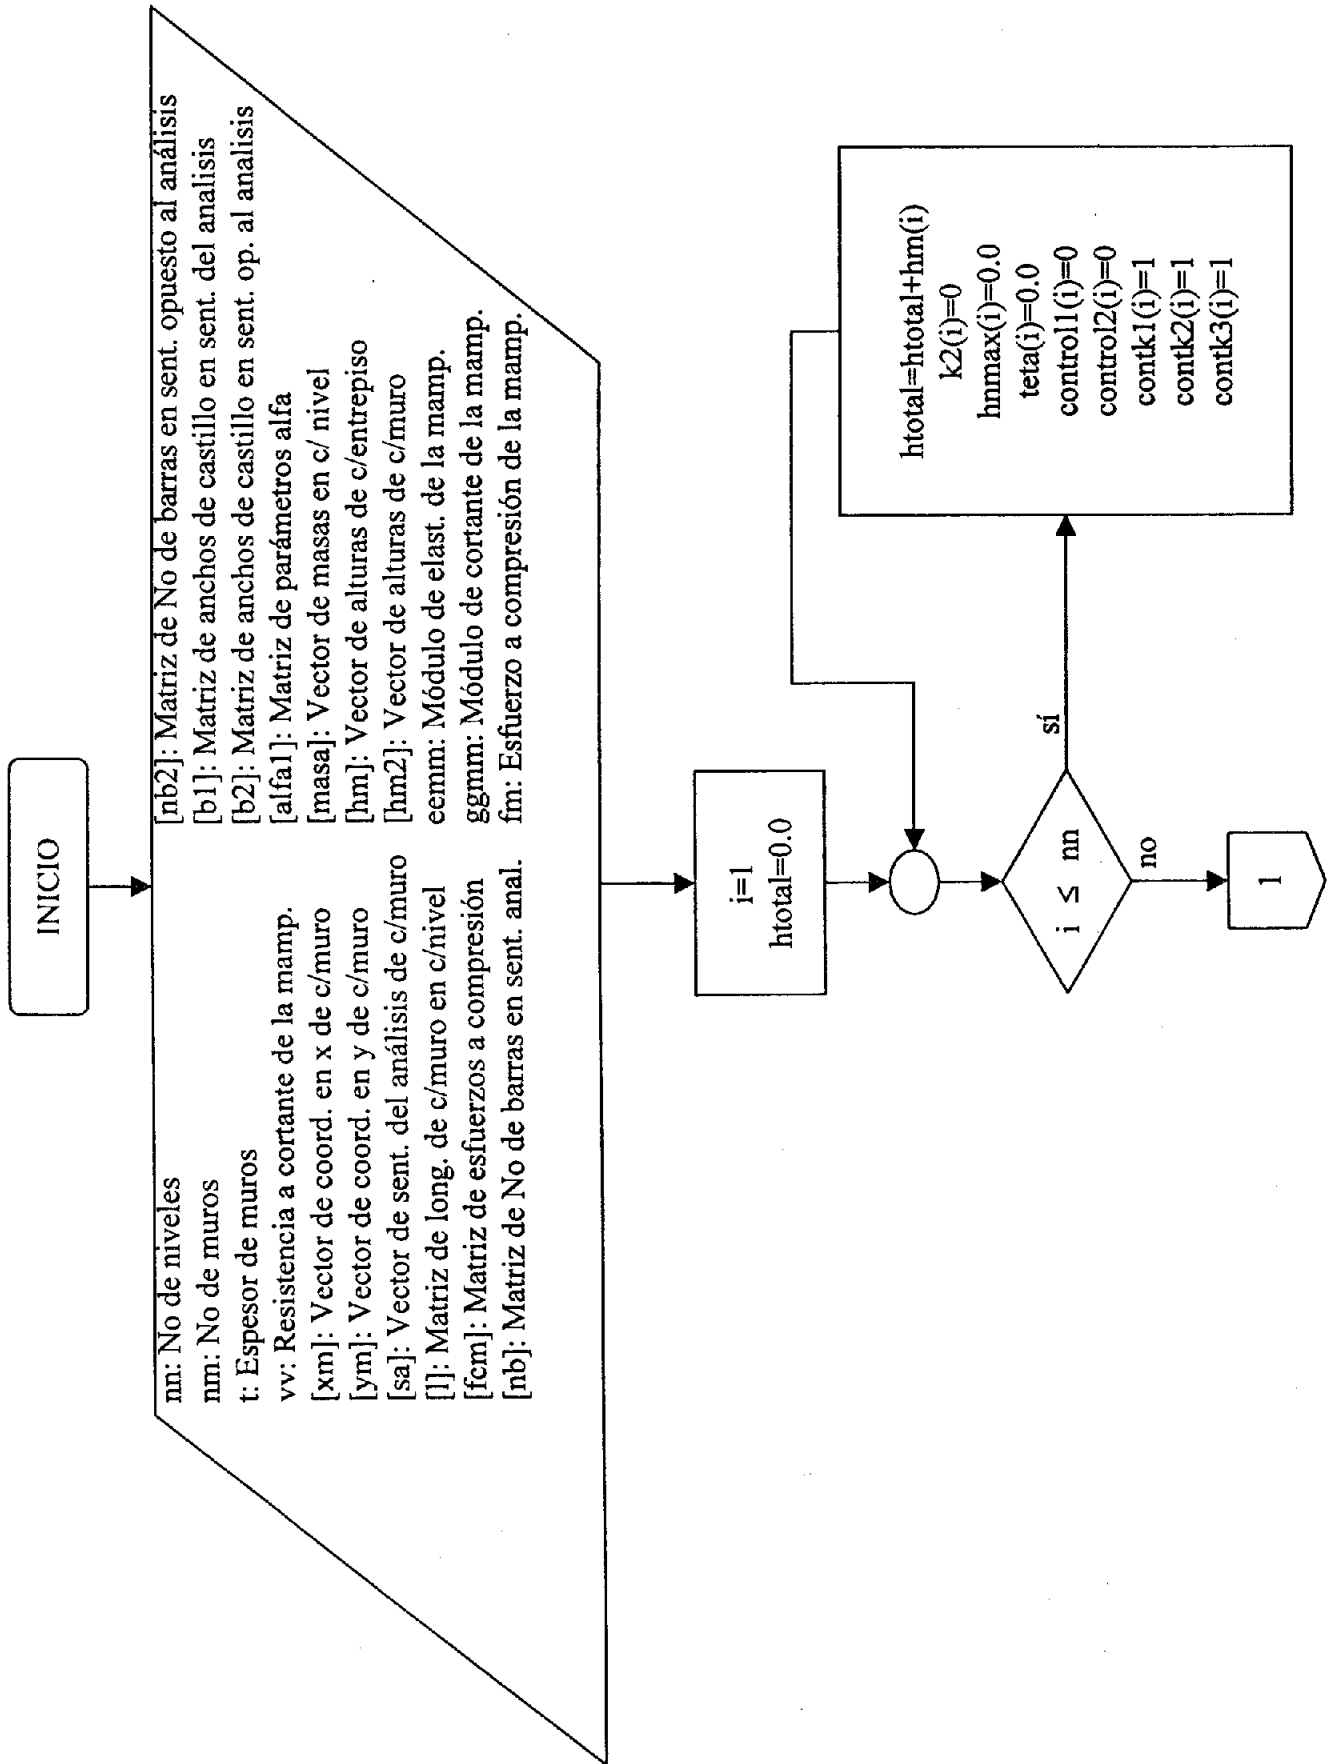 INICIO
nn: No de niveles
nm: No de muros
t: Espesor de muros
vv: Resistencia a cortante de la mamp.
[xm]: Vector de coord. en x de c/muro
[ym]: Vector de coord. en y de c/muro
[sa]: Vector de sent. del análisis de c/muro
[l]: Matriz de long. de c/muro en c/nivel
[fcm]: Matriz de esfuerzos a compresión
[nb]: Matriz de No de barras en sent. anal.
[nb2]: Matriz de No de barras en sent. opuesto al análisis
[b1]: Matriz de anchos de castillo en sent. del analisis
[b2]: Matriz de anchos de castillo en sent. op. al analisis
[alfa1]: Matriz de parámetros alfa
[masa]: Vector de masas en c/ nivel
[hm]: Vector de alturas de c/entrepiso
[hm2]: Vector de alturas de c/muro
eemm: Módulo de elast. de la mamp.
ggmm: Módulo de cortante de la mamp.
fm: Esfuerzo a compresión de la mamp.
i=1
htotal=0.0
i ≤ nn
sí
no
htotal=htotal+hm(i)
k2(i)=0
hnmax(i)=0.0
teta(i)=0.0
control1(i)=0
control2(i)=0
contk1(i)=1
contk2(i)=1
contk3(i)=1
1